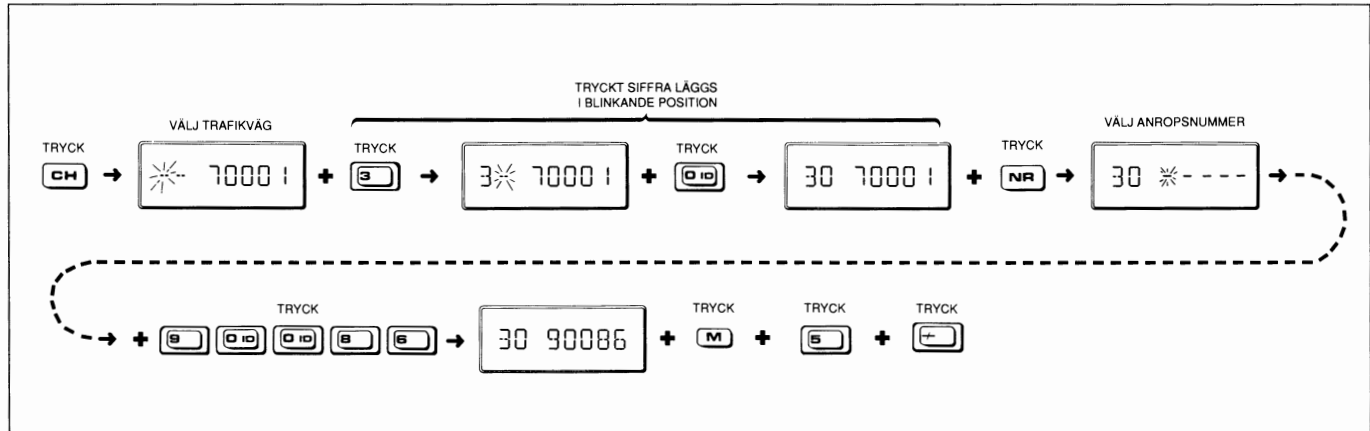 TRYCKT SIFFRA LÄGGS
I BLINKANDE POSITION
VÄLJ TRAFIKVÄG
VÄLJ ANROPSNUMMER
TRYCK TRYCK TRYCK TRYCK
CH → -- 70001 + 3 → 3 70001 + 0 ID → 30 70001 + NR → 30 ----- →
TRYCK TRYCK TRYCK
→ + 9 0 ID 0 ID 8 6 → 30 90086 + M + 5 + ⌿